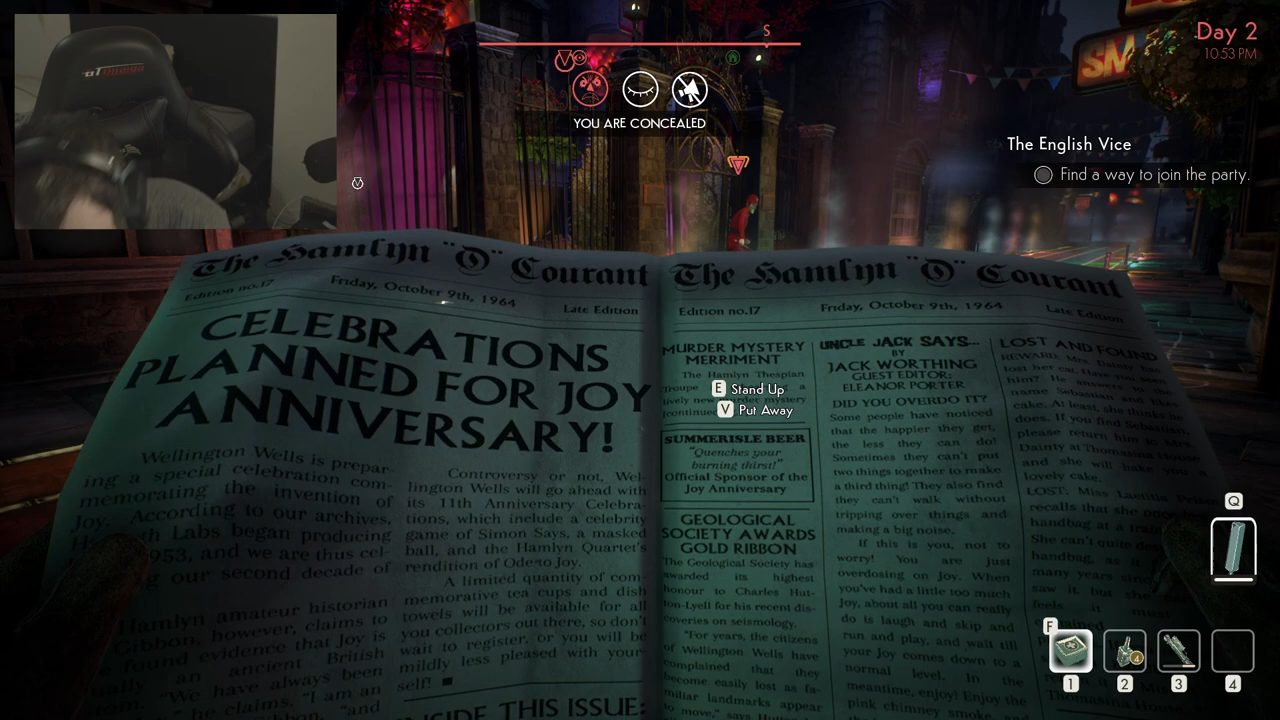 Day 2
10:53 PM
S
SM
YOU ARE CONCEALED
The English Vice
Find a way to join the party.
The Hamlyn "O" Courant
Edition no.17
Friday, October 9th, 1964
Late Edition
CELEBRATIONS
PLANNED FOR JOY
ANNIVERSARY!
Wellington Wells is prepar-
ing a special celebration com-
memorating the invention of
Joy. According to our archives,
Labs began producing
1953, and we are thus cel-
our second decade of
Hamlyn amateur historian
Gibbon, however, claims to
found evidence that Joy is
an ancient British
"We have always been
he claims. "I am an
Controversy or not, Wel-
lington Wells will go ahead with
its 11th Anniversary Celebra-
tions, which include a celebrity
game of Simon Says, a masked
ball, and the Hamlyn Quartet's
rendition of Ode to Joy.
A limited quantity of com-
memorative tea cups and dish
towels will be available for all
you collectors out there, so don't
wait to register, or you will be
mildly less pleased with your-
self!
THIS ISSUE:
The Hamlyn "O" Courant
Edition no.17
Friday, October 9th, 1964
Late Edition
MURDER MYSTERY
MERRIMENT
The Hamlyn Thespian
a
murder mystery
E Stand Up
V Put Away
SUMMERISLE BEER
"Quenches your
burning thirst!"
Official Sponsor of the
Joy Anniversary
GEOLOGICAL
SOCIETY AWARDS
GOLD RIBBON
The Geological Society has
awarded its highest
honour to Charles Hut-
ton-Lyell for his recent dis-
coveries on seismology.
"For years, the citizens
of Wellington Wells have
complained that they
become easily lost as fa-
miliar landmarks appear
to move," says
UNCLE JACK SAYS...
BY
JACK WORTHING
GUEST EDITOR:
ELEANOR PORTER
DID YOU OVERDO IT?
Some people have noticed
that the happier they get,
the less they can do!
Sometimes they can't put
two things together to make
a third thing! They also find
they can't walk without
tripping over things and
making a big noise.
If this is you, not to
worry! You are just
overdosing on Joy. When
you've had a little too much
Joy, about all you can really
do is laugh and skip and
run and play, and wait till
your Joy comes down to a
normal level. In the
meantime, enjoy! Enjoy the
pink chimney smoke, and
LOST AND FOUND
REWARD: Mrs.
lost her cat. Have you seen
him? He answers to the
name Sebastian and
cake. At least, she thinks he
does. If you find Sebastian,
please return him to Mrs.
Dainty at Thomasina House
and she will bake you a
lovely cake.
LOST: Miss Laetitia
recalls that she once
handbag at a
She can't quite
handbag, as it
many years since
saw it, but she
feels it must
Thomasina House
Q
F
4
1
2
3
4